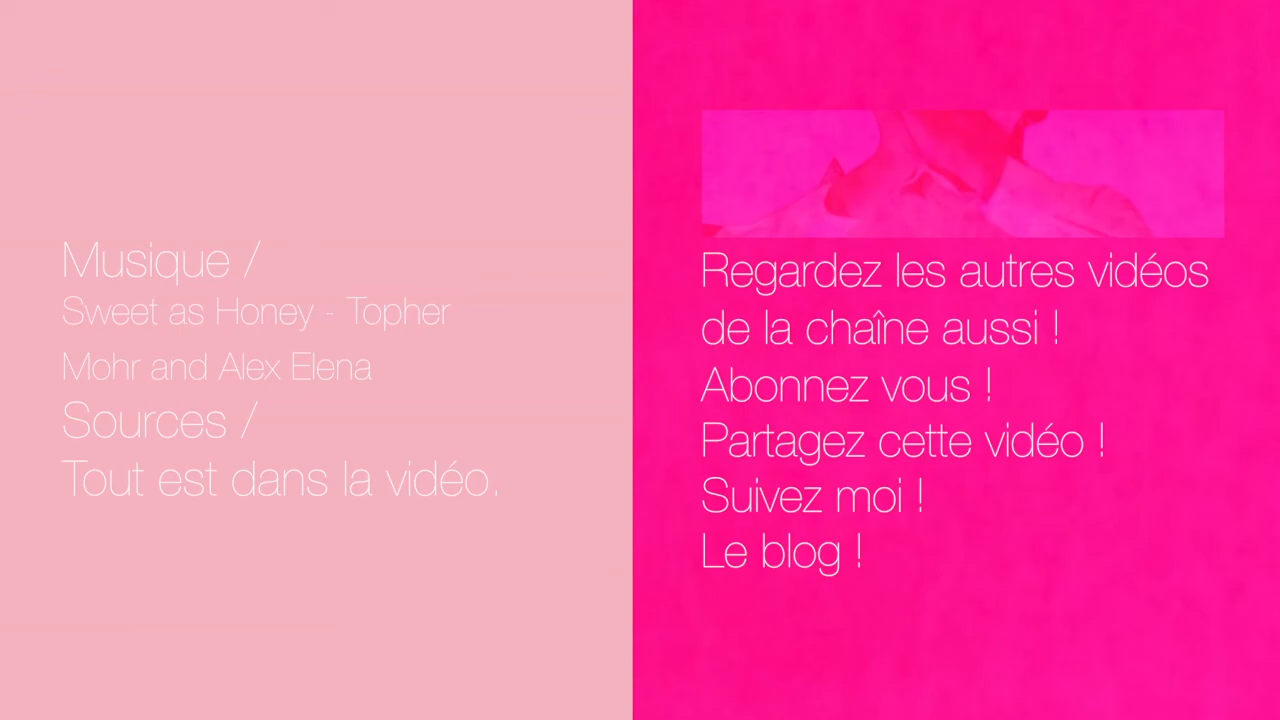 Musique /
Sweet as Honey - Topher
Mohr and Alex Elena
Sources /
Tout est dans la vidéo.
Regardez les autres vidéos
de la chaîne aussi !
Abonnez vous !
Partagez cette vidéo !
Suivez moi !
Le blog !